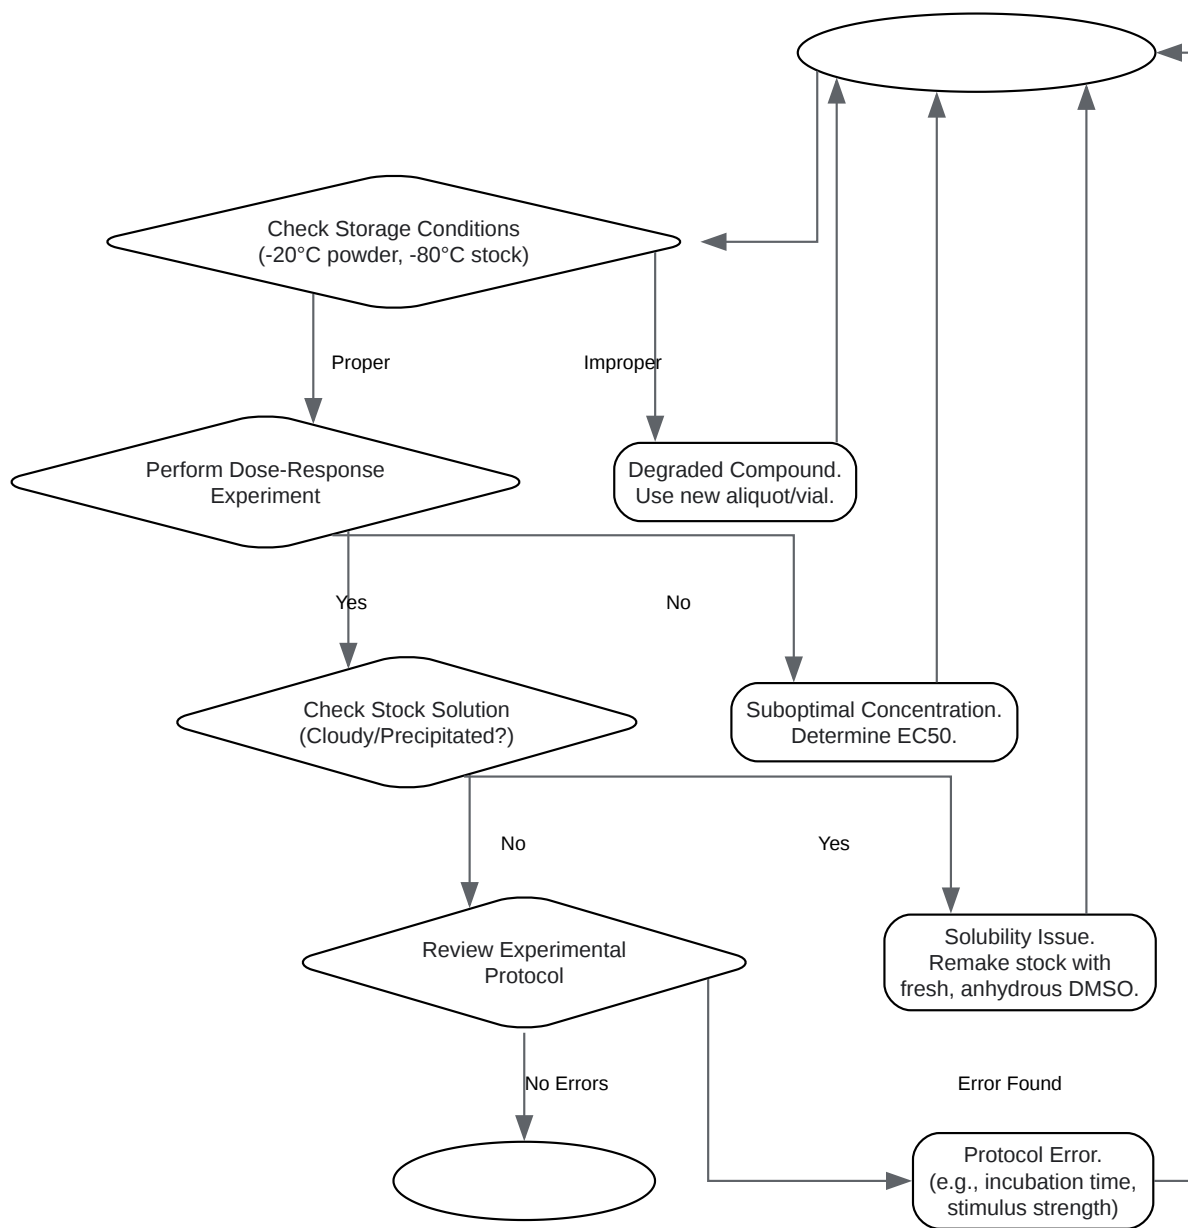 Check Storage Conditions
(-20°C powder, -80°C stock)
Proper
Improper
Perform Dose-Response
Experiment
Degraded Compound.
Use new aliquot/vial.
Yes
No
Check Stock Solution
(Cloudy/Precipitated?)
Suboptimal Concentration.
Determine EC50.
No
Yes
Review Experimental
Protocol
Solubility Issue.
Remake stock with
fresh, anhydrous DMSO.
No Errors
Error Found
Protocol Error.
(e.g., incubation time,
stimulus strength)